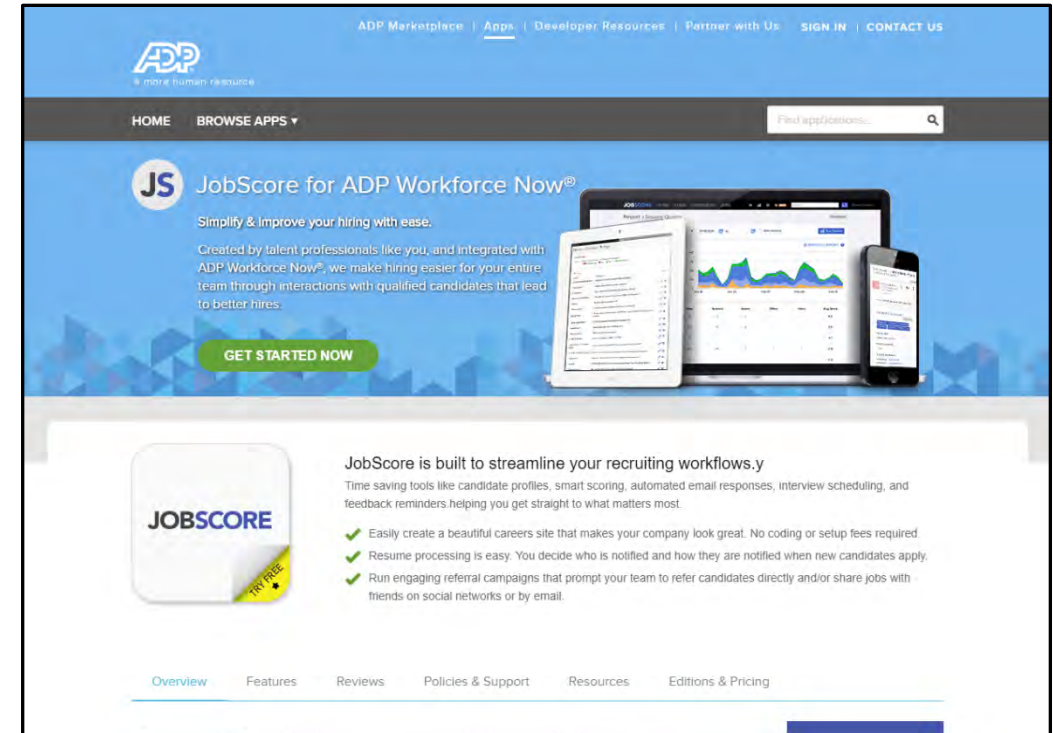 ADP Marketplace | Apps | Developer Resources | Partner with Us SIGN IN | CONTACT US
ADP
a more human resource
HOME BROWSE APPS ▾ Find applications...
JS JobScore for ADP Workforce Now®
Simplify & improve your hiring with ease.
Created by talent professionals like you, and integrated with
ADP Workforce Now®, we make hiring easier for your entire
team through interactions with qualified candidates that lead
to better hires.
GET STARTED NOW
JOBSCORE
JobScore is built to streamline your recruiting workflows.y
Time saving tools like candidate profiles, smart scoring, automated email responses, interview scheduling, and
feedback reminders helping you get straight to what matters most.
JOBSCORE
TRY FREE
Easily create a beautiful careers site that makes your company look great. No coding or setup fees required
Resume processing is easy. You decide who is notified and how they are notified when new candidates apply.
Run engaging referral campaigns that prompt your team to refer candidates directly and/or share jobs with
friends on social networks or by email.
Overview Features Reviews Policies & Support Resources Editions & Pricing